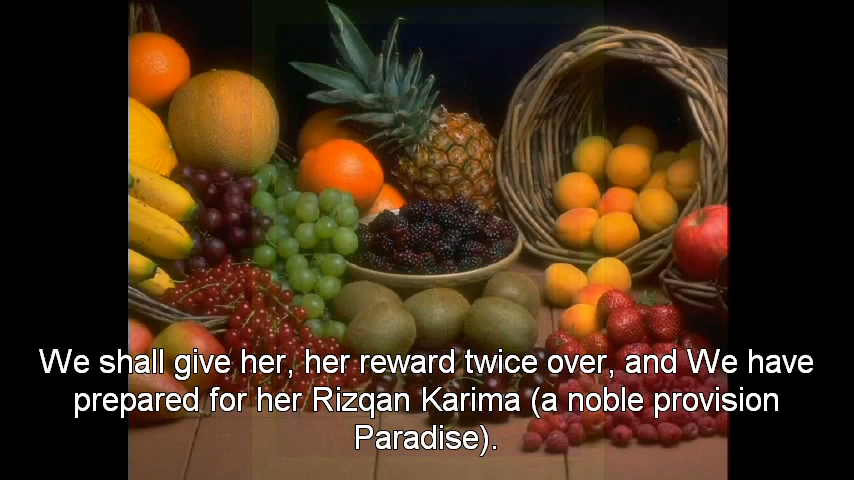 We shall give her, her reward twice over, and We have
prepared for her Rizqan Karima (a noble provision
Paradise).